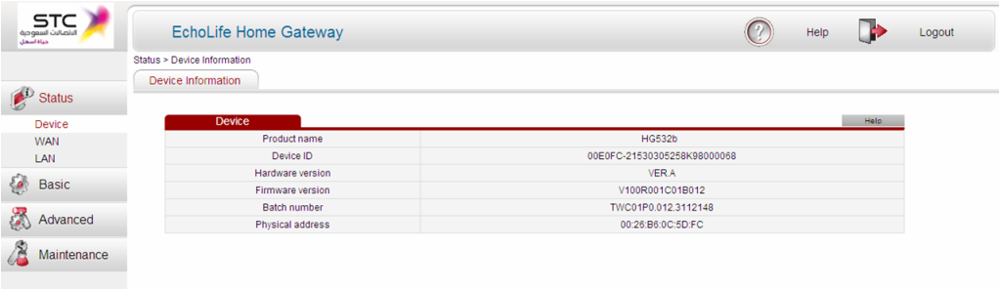 STC
الاتصالات السعودية
حياة اسهل
EchoLife Home Gateway
?
Help
Logout
Status > Device Information
Device Information
Status
Device
WAN
LAN
Basic
Advanced
Maintenance
Device
Help
Product name HG532b
Device ID 00E0FC-21530305258K98000068
Hardware version VER.A
Firmware version V100R001C01B012
Batch number TWC01P0.012.3112148
Physical address 00:26:B6:0C:5D:FC